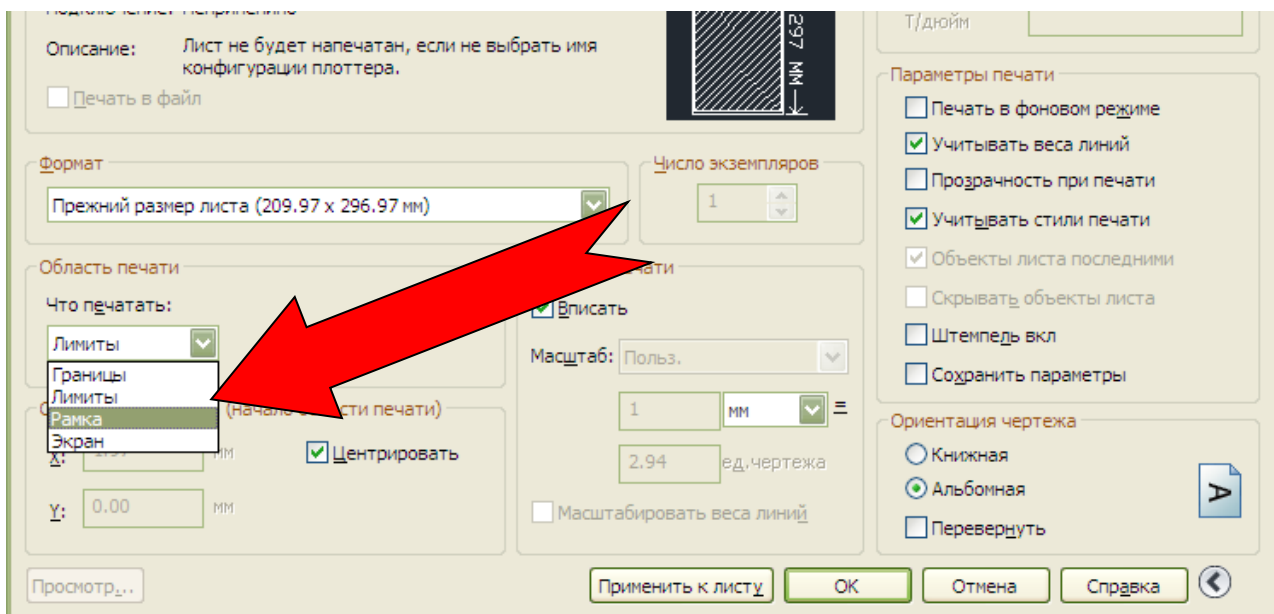 Описание: Лист не будет напечатан, если не выбрать имя
конфигурации плоттера.
Печать в файл
297 MM
Т/дюйм
Формат
Прежний размер листа (209.97 x 296.97 мм)
Число экземпляров
1
Область печати
Что печатать:
Лимиты
Границы
Лимиты
Рамка
Экран
(начало области печати)
X: мм
Центрировать
Y: 0.00 мм
Вписать
Масштаб: Польз.
1 мм =
2.94 ед.чертежа
Масштабировать веса линий
Параметры печати
Печать в фоновом режиме
Учитывать веса линий
Прозрачность при печати
Учитывать стили печати
Объекты листа последними
Скрывать объекты листа
Штемпель вкл
Сохранить параметры
Ориентация чертежа
Книжная
Альбомная
Перевернуть
A
Просмотр...
Применить к листу
ОК
Отмена
Справка